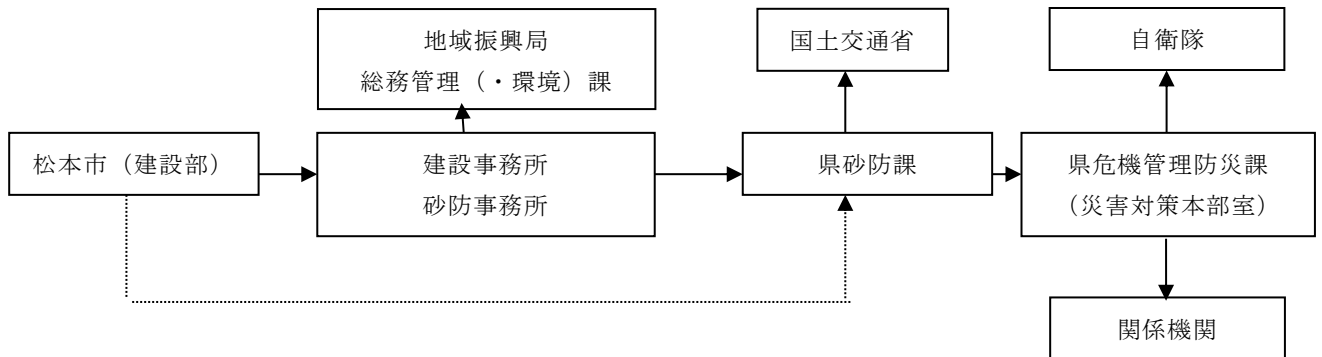 地域振興局
総務管理（・環境）課
国土交通省
自衛隊
松本市（建設部）
建設事務所
砂防事務所
県砂防課
県危機管理防災課
（災害対策本部室）
関係機関